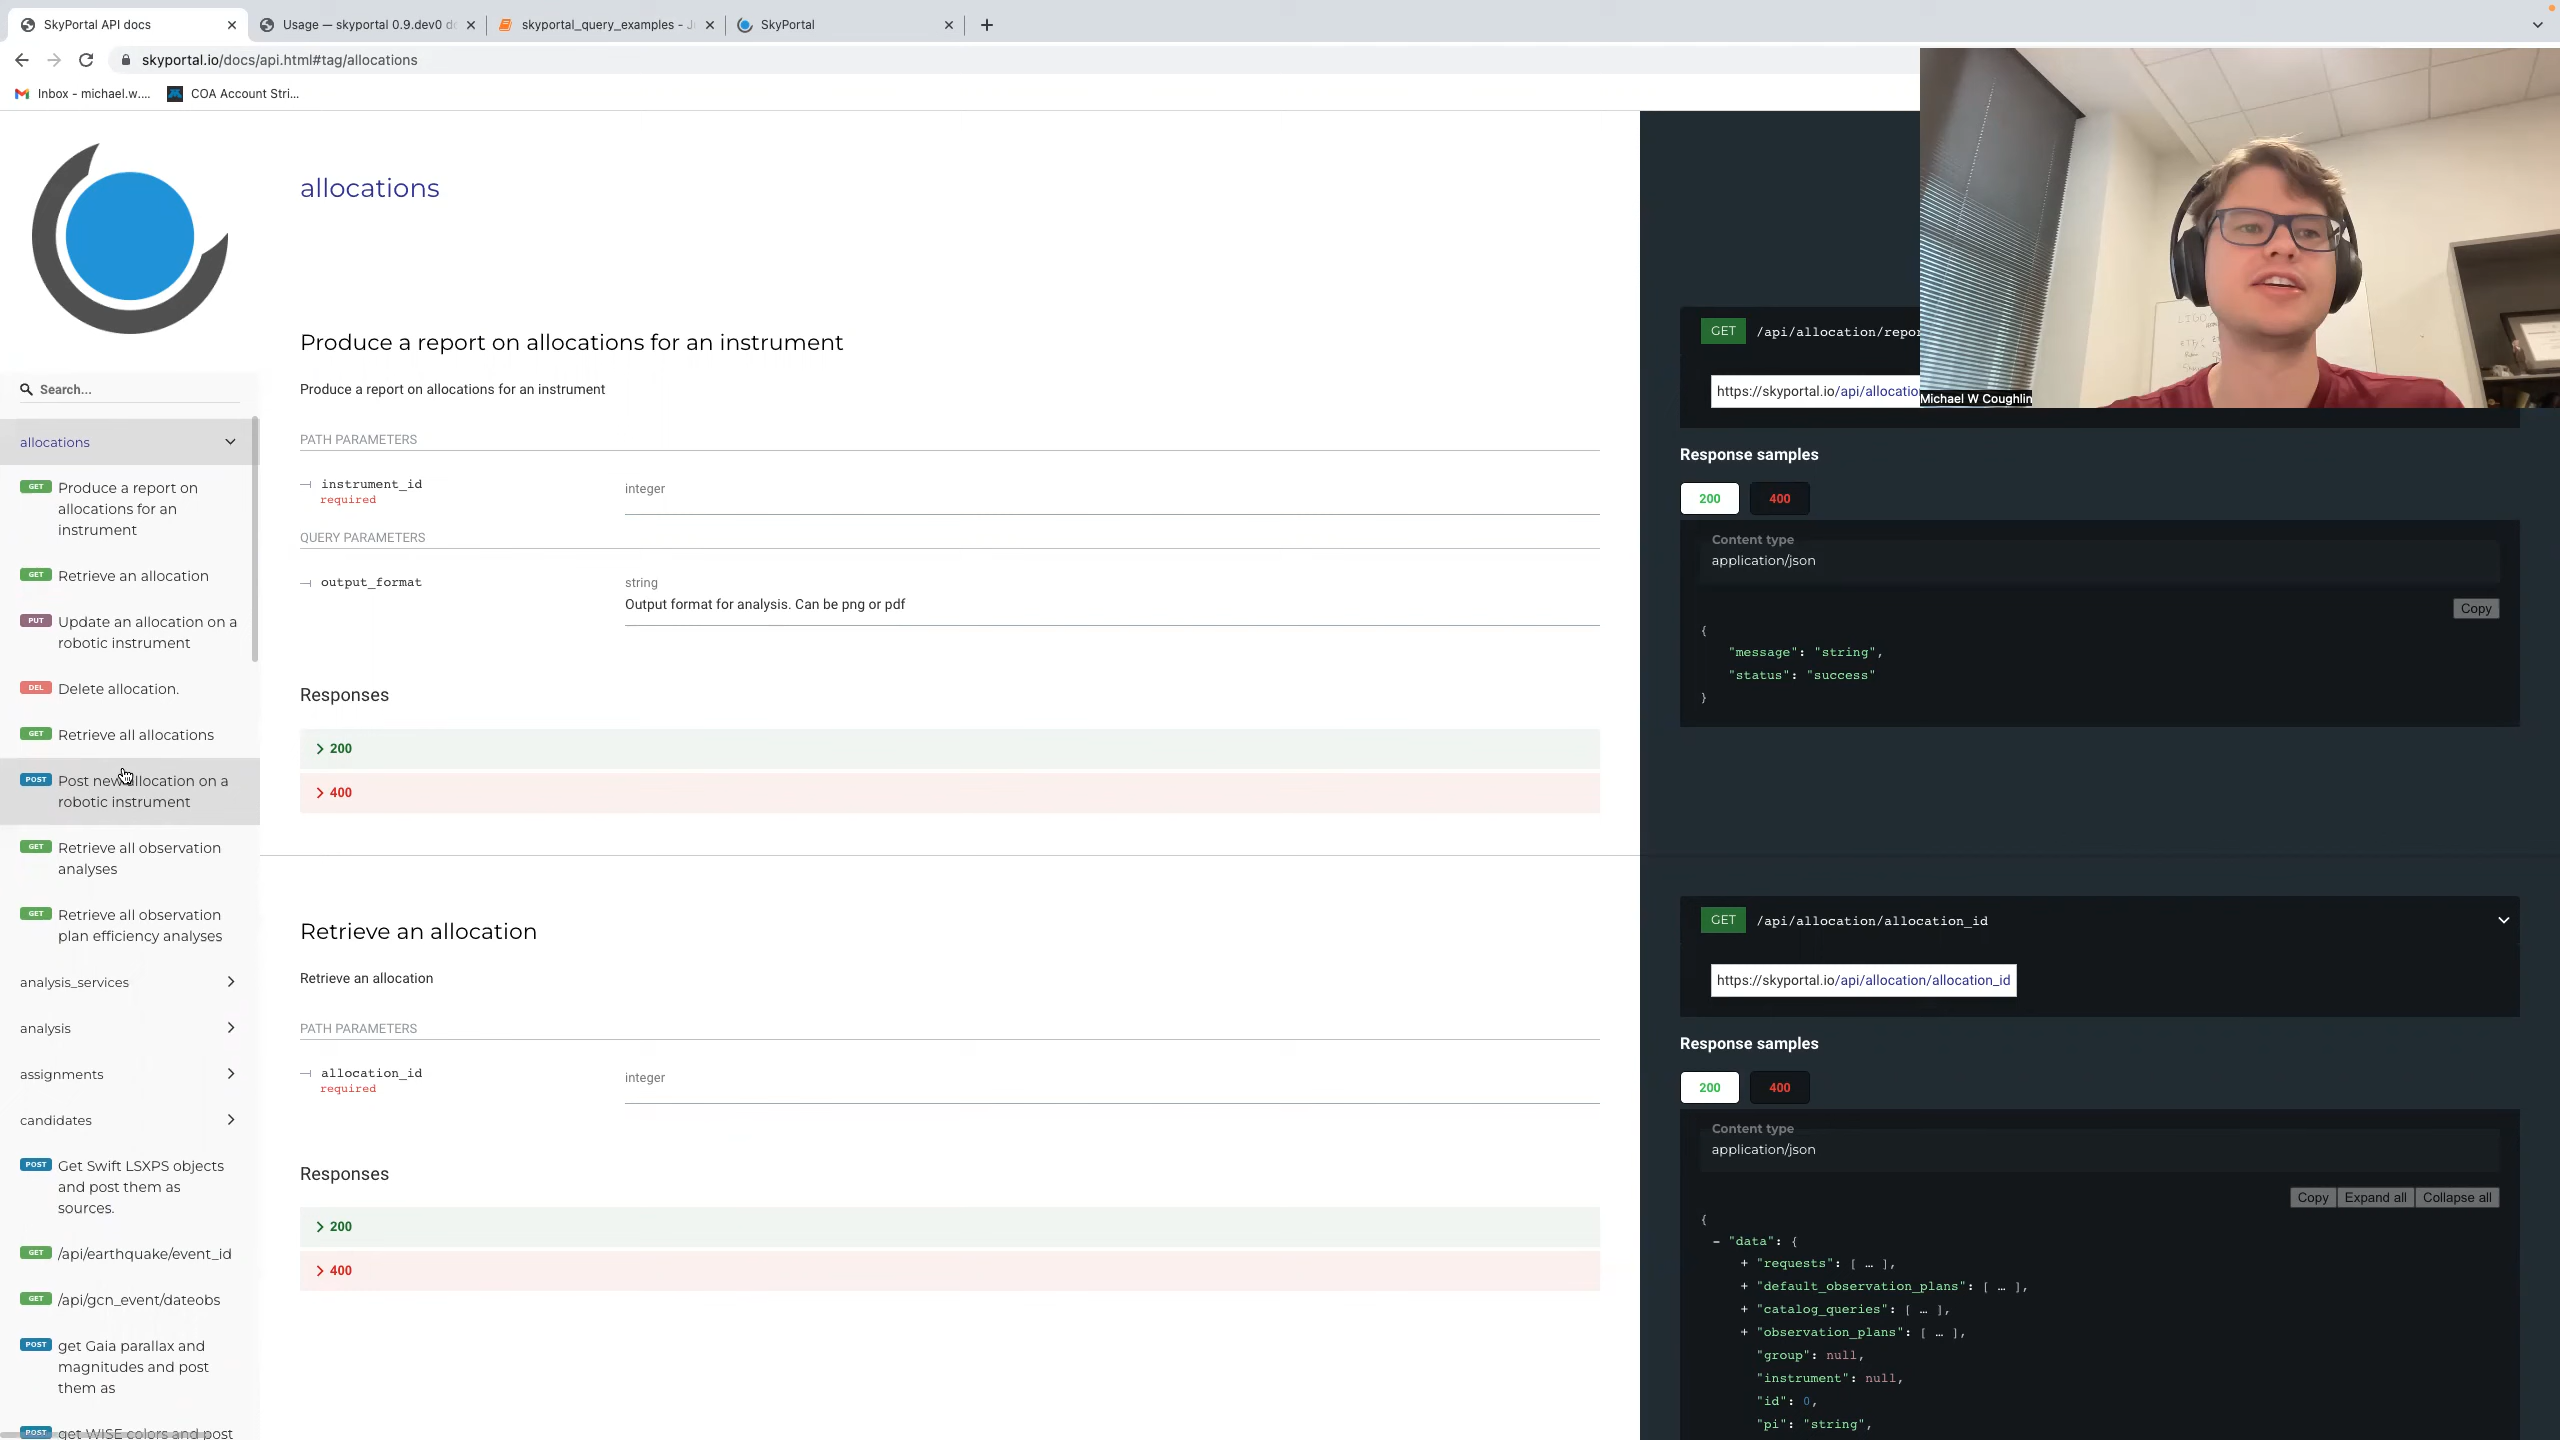 SkyPortal API docs
Usage — skyportal 0.9.dev0 do
skyportal_query_examples - J
SkyPortal
skyportal.io/docs/api.html#tag/allocations
Inbox - michael.w....
COA Account Stri...
Search...
allocations
GET Produce a report on
allocations for an
instrument
GET Retrieve an allocation
PUT Update an allocation on a
robotic instrument
DEL Delete allocation.
GET Retrieve all allocations
POST Post new allocation on a
robotic instrument
GET Retrieve all observation
analyses
GET Retrieve all observation
plan efficiency analyses
analysis_services
analysis
assignments
candidates
POST Get Swift LSXPS objects
and post them as
sources.
GET /api/earthquake/event_id
GET /api/gcn_event/dateobs
POST get Gaia parallax and
magnitudes and post
them as
POST get WISE colors and post
allocations
Produce a report on allocations for an instrument
Produce a report on allocations for an instrument
PATH PARAMETERS
instrument_id
required
integer
QUERY PARAMETERS
output_format
string
Output format for analysis. Can be png or pdf
Responses
200
400
Retrieve an allocation
Retrieve an allocation
PATH PARAMETERS
allocation_id
required
integer
Responses
200
400
GET /api/allocation/repor
https://skyportal.io/api/allocatio
Michael W Coughlin
Response samples
200 400
Content type
application/json
Copy
{
"message": "string",
"status": "success"
}
GET /api/allocation/allocation_id
https://skyportal.io/api/allocation/allocation_id
Response samples
200 400
Content type
application/json
Copy Expand all Collapse all
{
- "data": {
+ "requests": [ … ],
+ "default_observation_plans": [ … ],
+ "catalog_queries": [ … ],
+ "observation_plans": [ … ],
"group": null,
"instrument": null,
"id": 0,
"pi": "string",